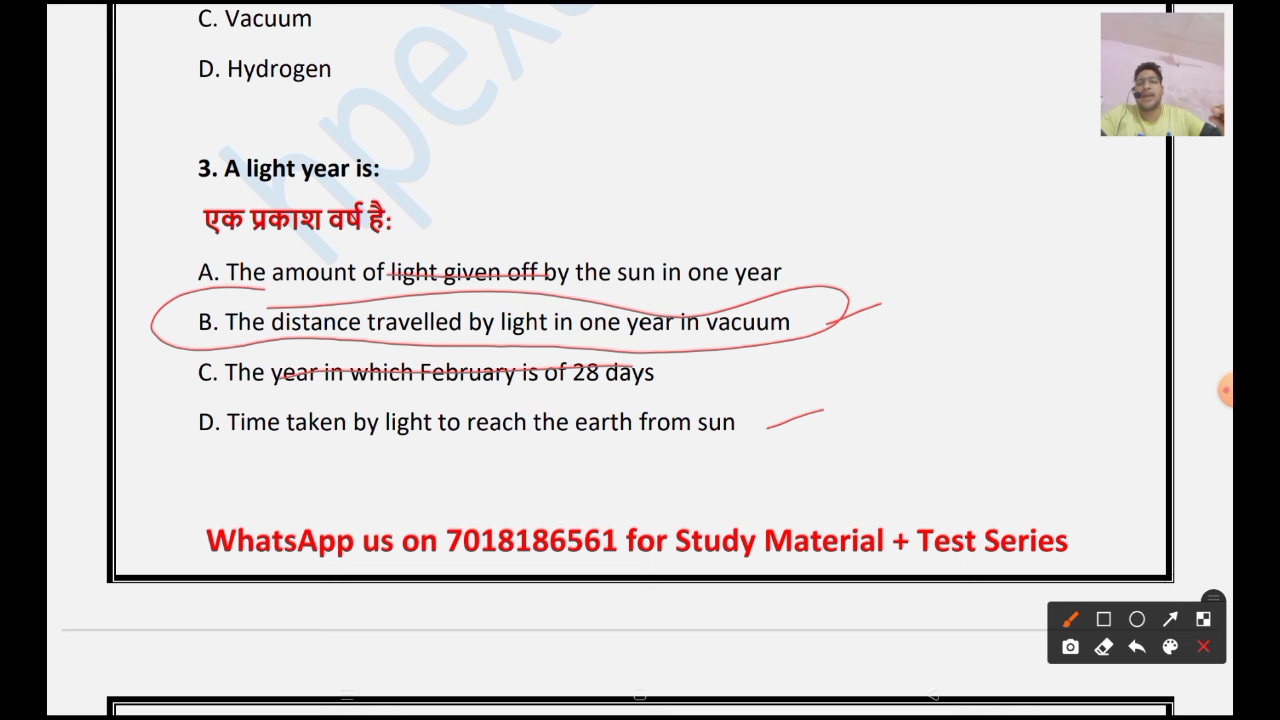 C. Vacuum
D. Hydrogen
3. A light year is:
एक प्रकाश वर्ष है:
A. The amount of light given off by the sun in one year
B. The distance travelled by light in one year in vacuum
C. The year in which February is of 28 days
D. Time taken by light to reach the earth from sun
WhatsApp us on 7018186561 for Study Material + Test Series